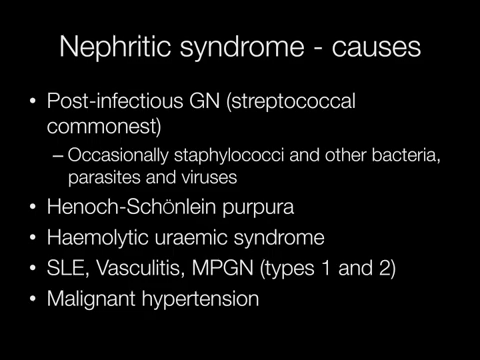 Nephritic syndrome - causes
• Post-infectious GN (streptococcal
commonest)
– Occasionally staphylococci and other bacteria,
parasites and viruses
• Henoch-Schönlein purpura
• Haemolytic uraemic syndrome
• SLE, Vasculitis, MPGN (types 1 and 2)
• Malignant hypertension